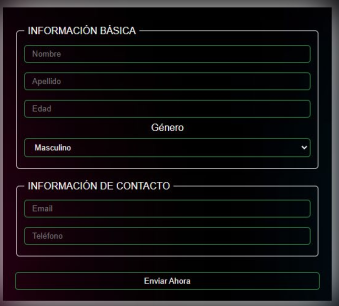 INFORMACIÓN BÁSICA
Nombre
Apellido
Edad
Género
Masculino
INFORMACIÓN DE CONTACTO
Email
Teléfono
Enviar Ahora